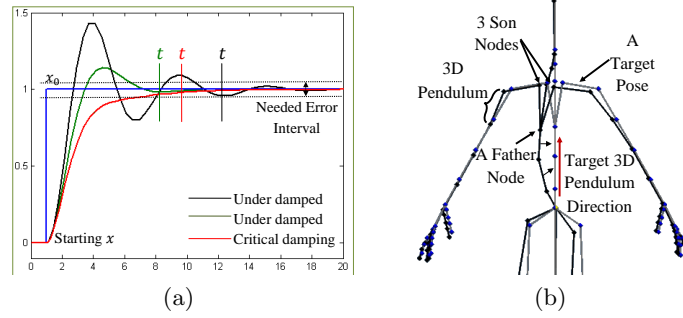 1.5
1
0.5
0
0 2 4 6 8 10 12 14 16 18 20
x₀
t t t
Needed Error
Interval
Under damped
Under damped
Critical damping
Starting x
(a)
3 Son
Nodes
A
Target
Pose
3D
Pendulum
A Father
Node
Target 3D
Pendulum
Direction
(b)